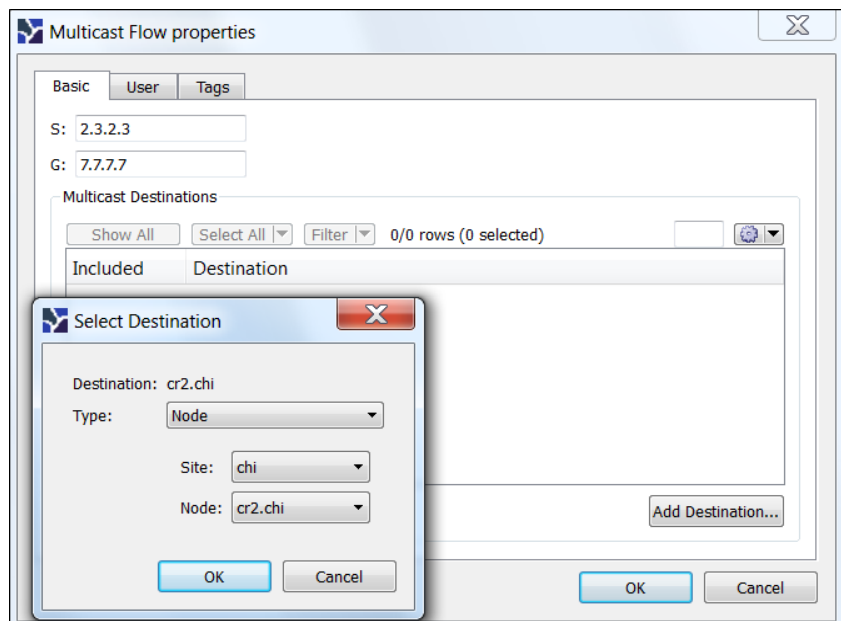 Multicast Flow properties
Basic User Tags
S: 2.3.2.3
G: 7.7.7.7
Multicast Destinations
Show All Select All Filter 0/0 rows (0 selected)
Included Destination
Select Destination
Destination: cr2.chi
Type: Node
Site: chi
Node: cr2.chi
OK Cancel
Add Destination...
OK Cancel